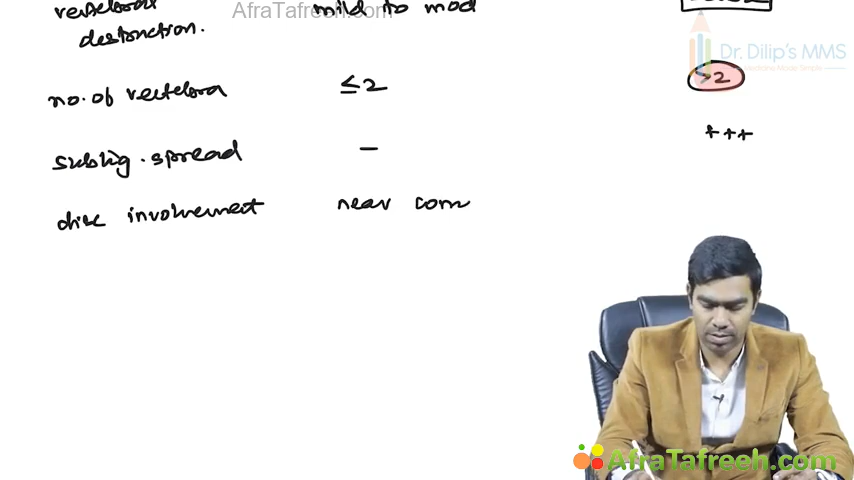 AfraTafreeh.com
vertebral mild to mod
destruction.
Dr. Dilip's MMS
no. of vertebra ≤2 >2
+++
sublig. spread –
disc involvement near com
AfraTafreeh.com